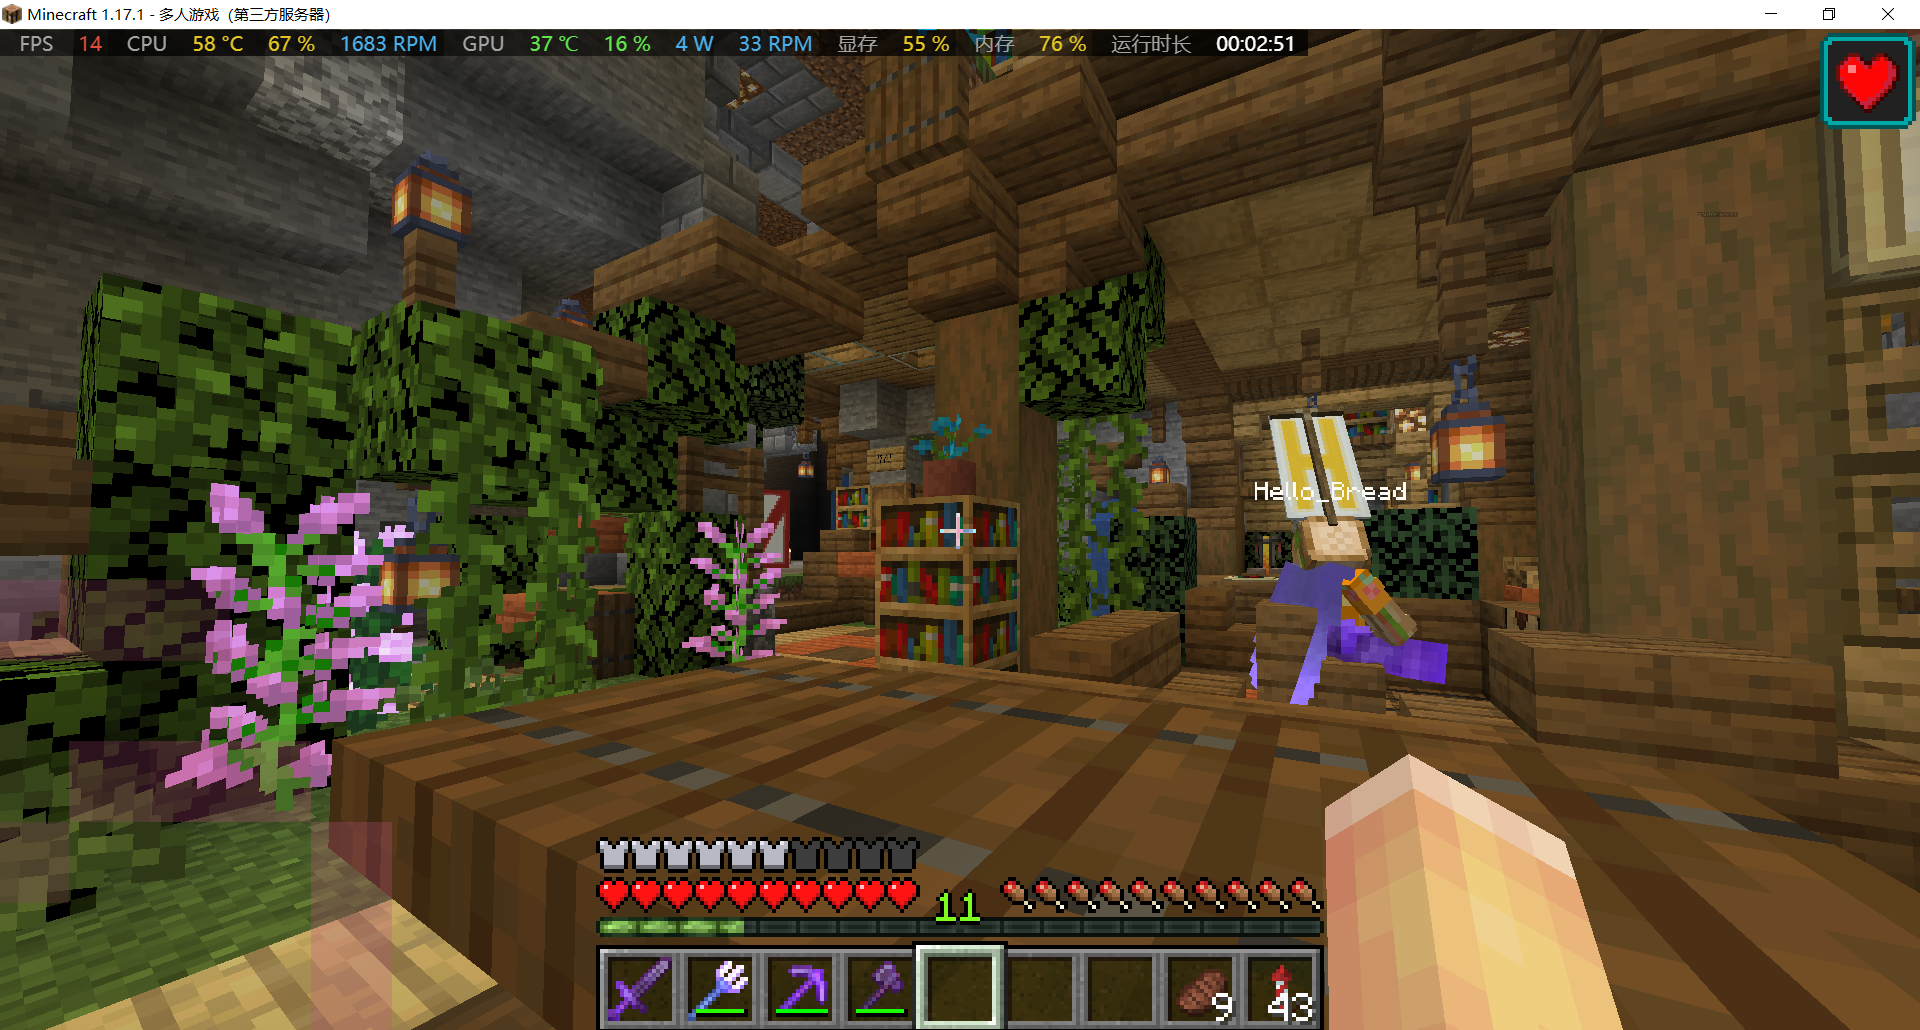 Minecraft 1.17.1 - 多人游戏（第三方服务器）
FPS 14 CPU 58 °C 67 % 1683 RPM GPU 37 °C 16 % 4 W 33 RPM 显存 55 % 内存 76 % 运行时长 00:02:51
H
Hello_Bread
11
9
43